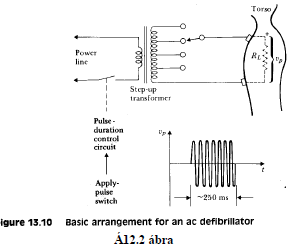 Torso
Power
line
R_L
v_p
Step-up
transformer
Pulse-
duration
control
circuit
Apply-
pulse
switch
v_p
t
~250 ms
igure 13.10 Basic arrangement for an ac defibrillator
Á12.2 ábra